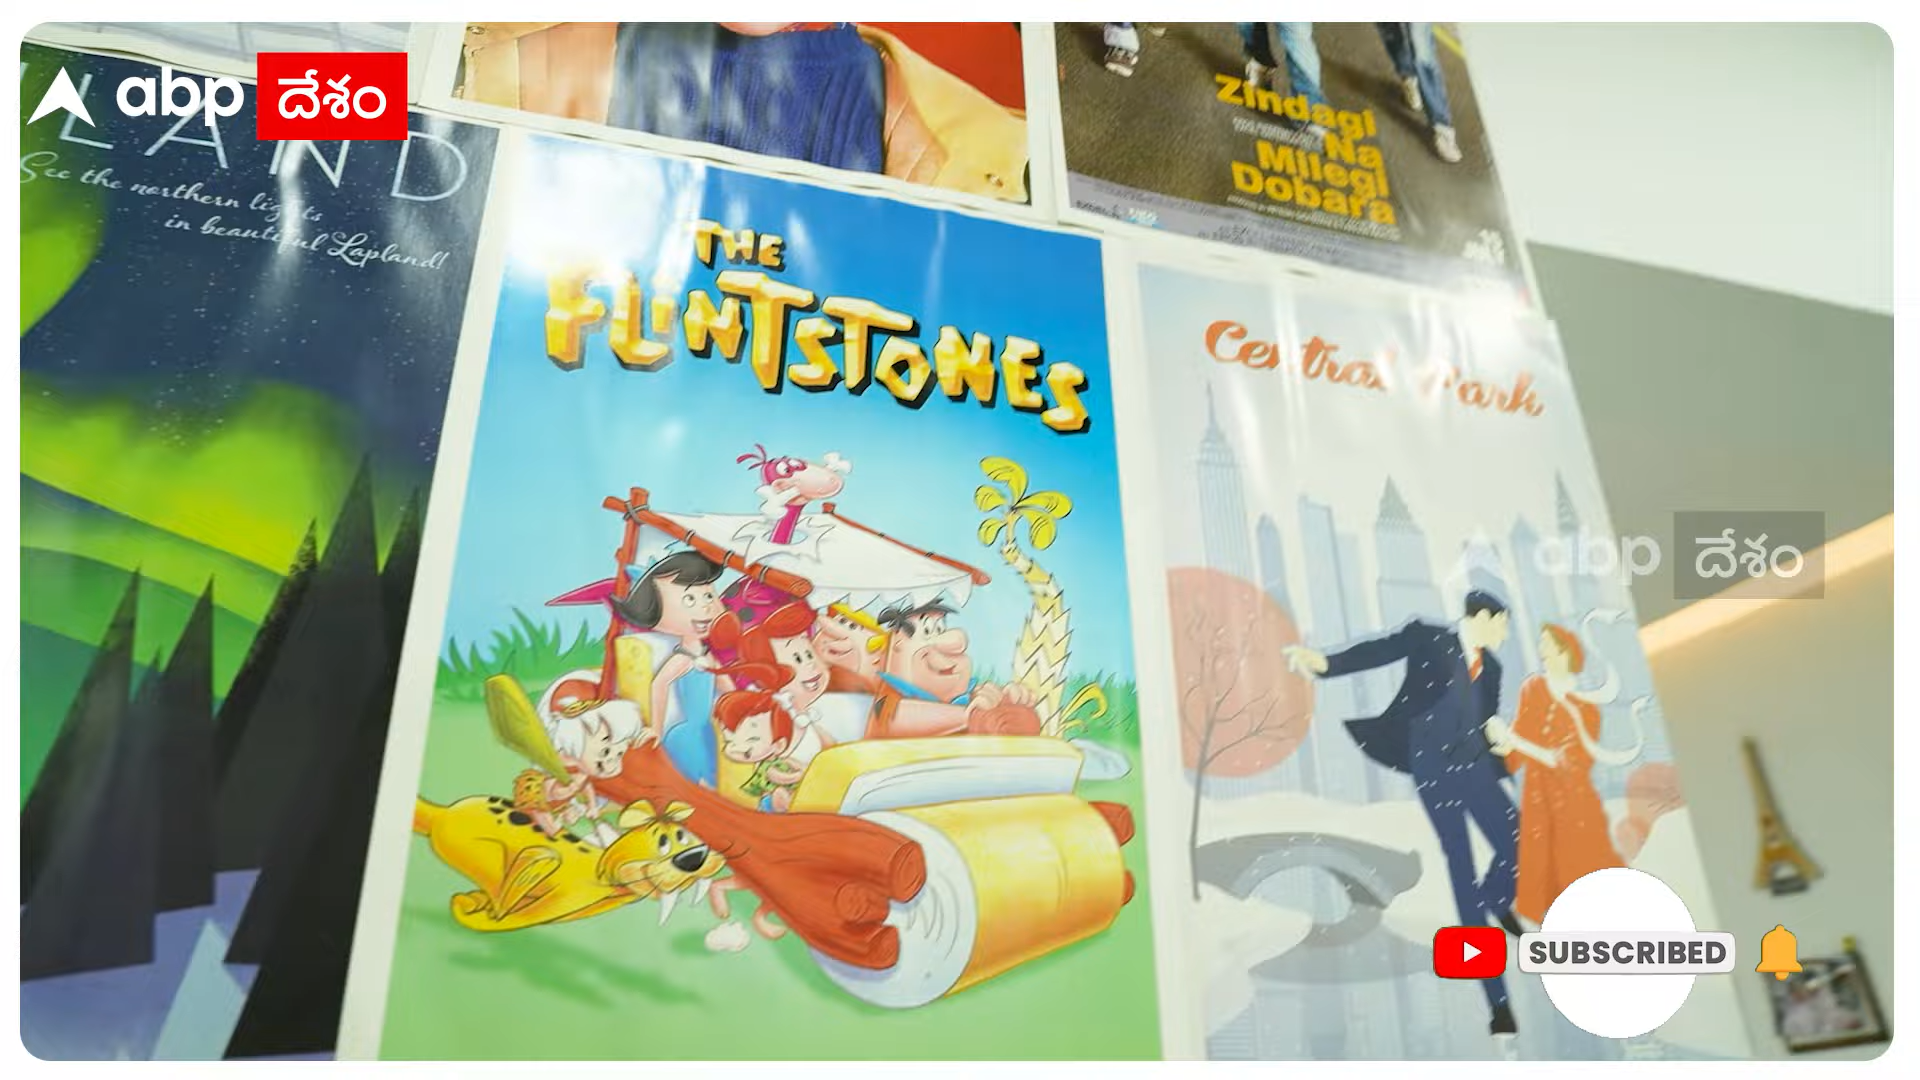 abp దేశం
LAND
See the northern lights
in beautiful Lapland!
Zindagi
Na
Milegi
Dobara
THE
FLINTSTONES
Central Park
abp దేశం
SUBSCRIBED